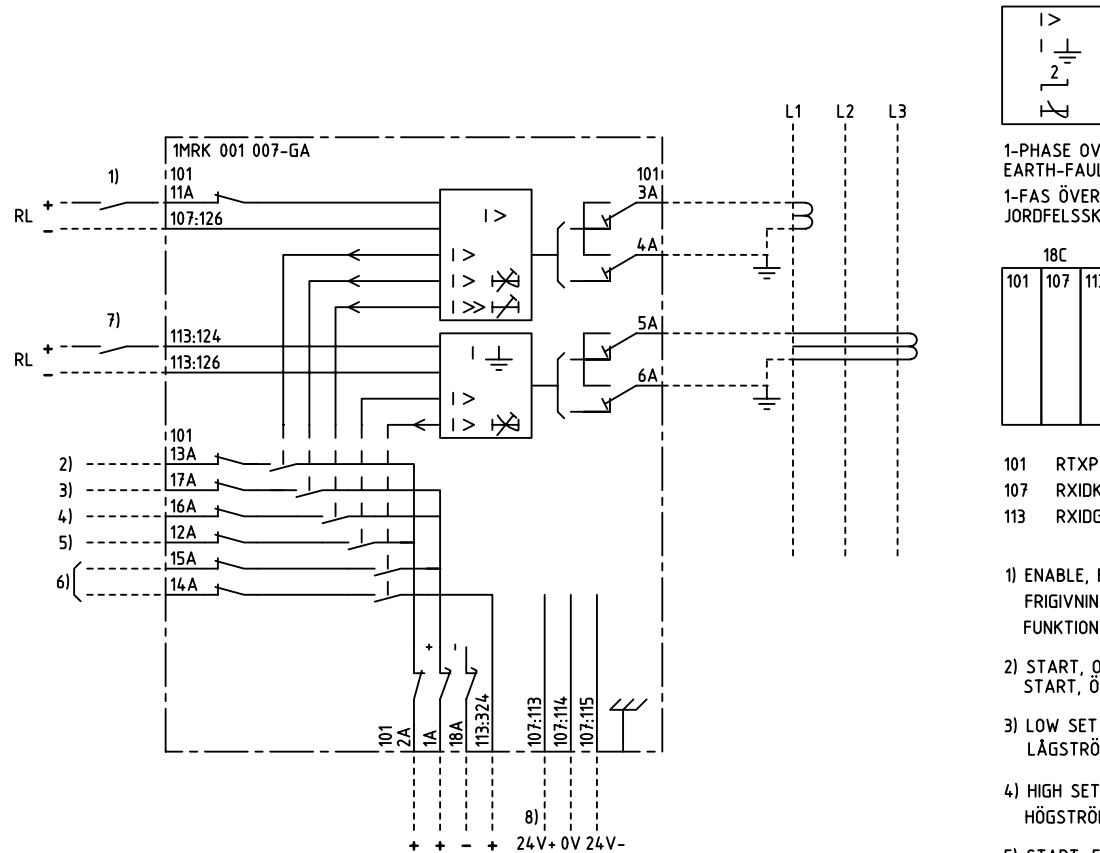 I>
I
2
L1 L2 L3
1MRK 001 007-GA
1-PHASE OV
EARTH-FAUL
1-FAS ÖVER
JORDFELSSK
1)
101
11A
107:126
RL + -
I>
I>
I>
I>>
101
3A
4A
18C
101 107 113
7)
113:124
113:126
RL + -
I
I>
I>
5A
6A
101
2) 13A
3) 17A
4) 16A
5) 12A
6) 15A
14A
101 RTXP
107 RXIDK
113 RXIDG
1) ENABLE, B
FRIGIVNIN
FUNKTION
2) START, O
START, Ö
3) LOW SET
LÅGSTRÖ
4) HIGH SET
HÖGSTRÖ
+ -
101
2A
1A
18A
113:324
107:113
107:114
107:115
8)
+ + - + 24V+ 0V 24V-